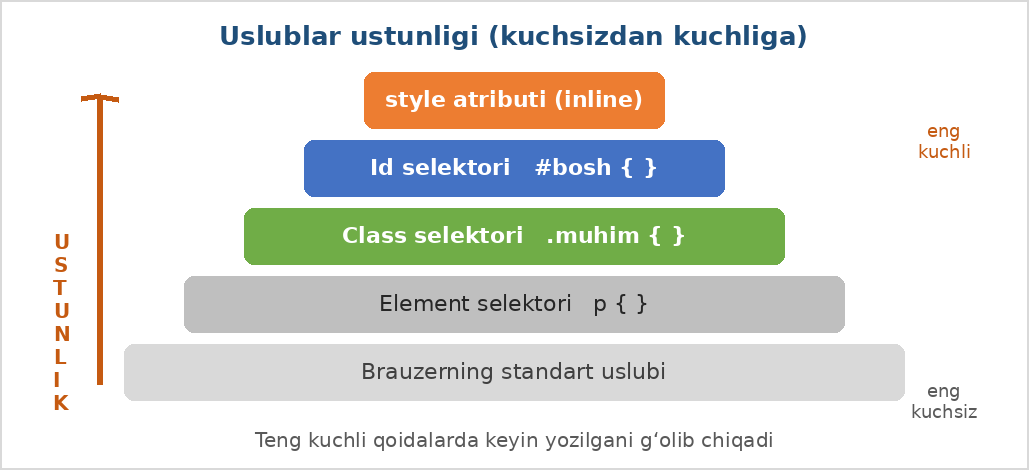 Uslublar ustunligi (kuchsizdan kuchliga)
style atributi (inline)
eng
kuchli
Id selektori #bosh { }
Class selektori .muhim { }
Element selektori p { }
Brauzerning standart uslubi
eng
kuchsiz
USTUNLIK
Teng kuchli qoidalarda keyin yozilgani g‘olib chiqadi